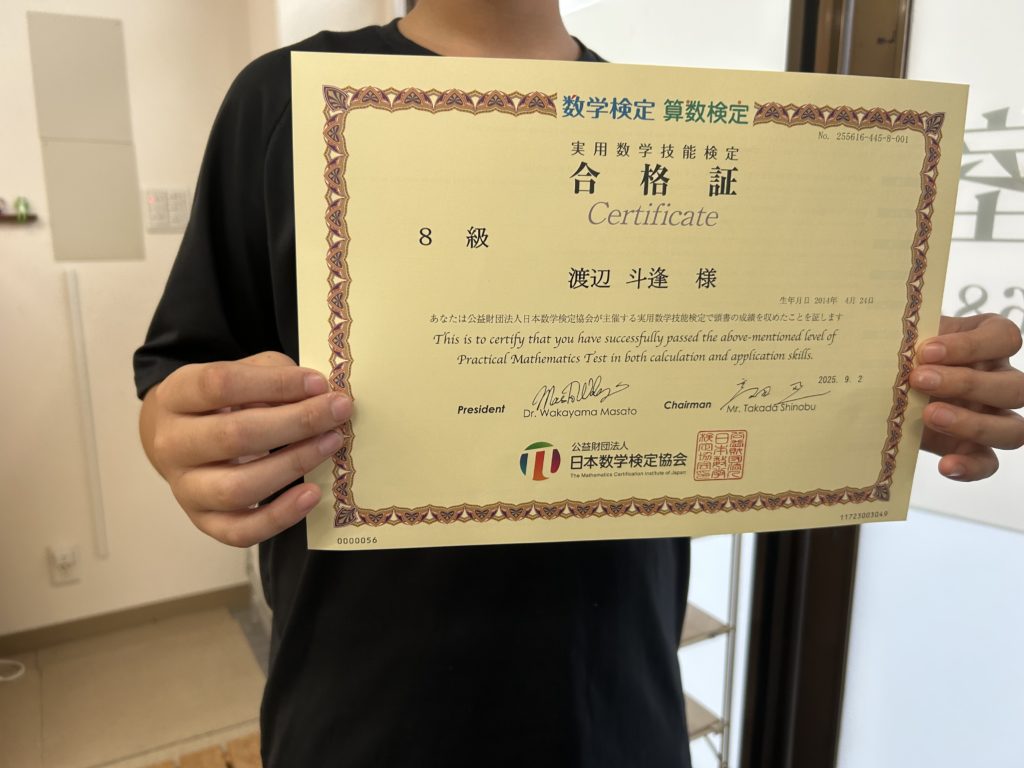 数学検定 算数検定
No. 255616-445-8-001
実用数学技能検定
合格証
Certificate
8 級
渡辺 斗逢 様
生年月日 2014年 4月 24日
あなたは公益財団法人日本数学検定協会が主催する実用数学技能検定で頭書の成績を収めたことを証します
This is to certify that you have successfully passed the above-mentioned level of
Practical Mathematics Test in both calculation and application skills.
2025. 9. 2
President Dr. Wakayama Masato Chairman Mr. Takada Shinobu
公益財団法人
日本数学検定協会
The Mathematics Certification Institute of Japan
0000056
11723003049